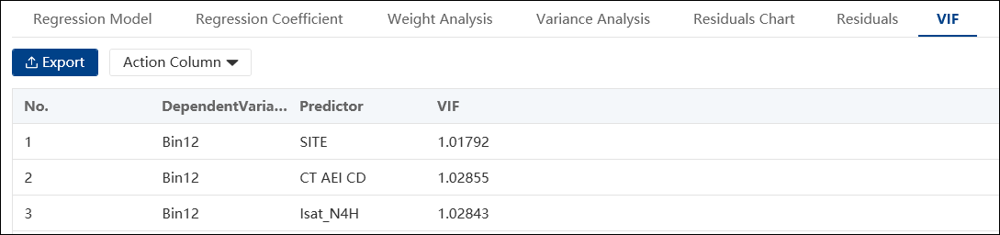 Regression Model Regression Coefficient Weight Analysis Variance Analysis Residuals Chart Residuals VIF
Export Action Column
No. DependentVaria... Predictor VIF
1 Bin12 SITE 1.01792
2 Bin12 CT AEI CD 1.02855
3 Bin12 Isat_N4H 1.02843